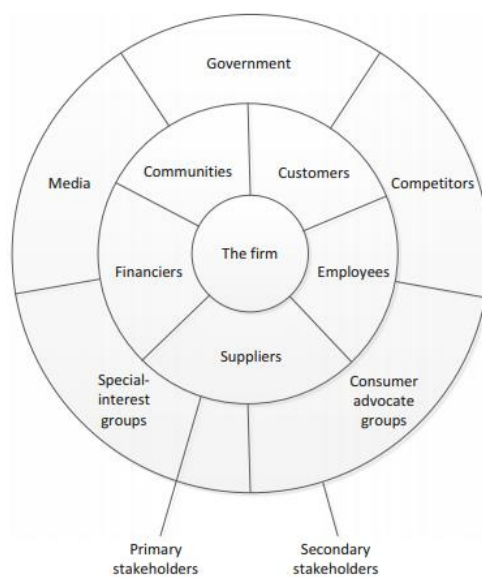 Government
Communities
Customers
Media
Competitors
The firm
Financiers
Employees
Suppliers
Special-
interest
groups
Consumer
advocate
groups
Primary
stakeholders
Secondary
stakeholders